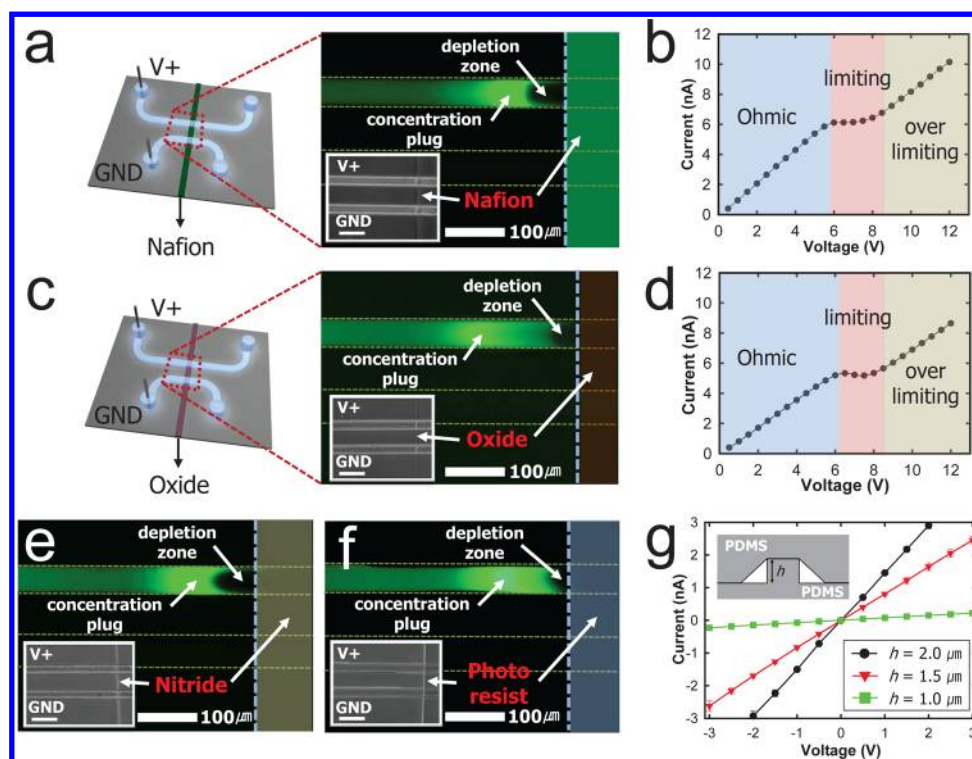 a
V+
GND
Nafion
depletion
zone
concentration
plug
V+
GND
Nafion
100㎛
b
12
10
8
6
4
2
0
Current (nA)
Ohmic
limiting
over
limiting
0 2 4 6 8 10 12
Voltage (V)
c
V+
GND
Oxide
depletion
zone
concentration
plug
V+
GND
Oxide
100㎛
d
12
10
8
6
4
2
0
Current (nA)
Ohmic
limiting
over
limiting
0 2 4 6 8 10 12
Voltage (V)
e
depletion
zone
concentration
plug
V+
GND
Nitride
100㎛
f
depletion
zone
concentration
plug
V+
GND
Photo
resist
100㎛
g
3
2
1
0
-1
-2
-3
Current (nA)
PDMS
h
PDMS
h = 2.0 μm
h = 1.5 μm
h = 1.0 μm
-3 -2 -1 0 1 2 3
Voltage (V)